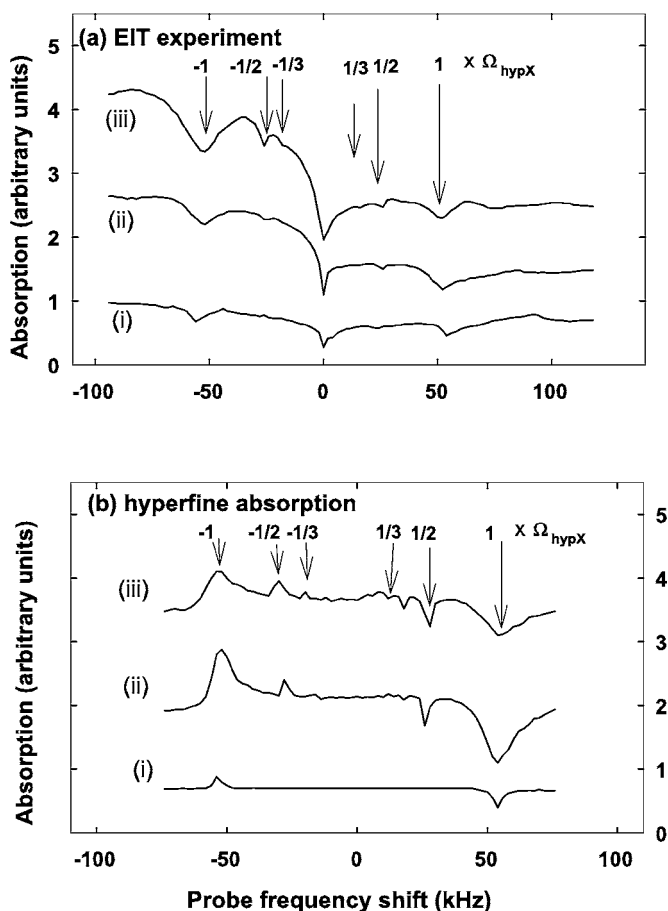 (a) EIT experiment
-1 -1/2 -1/3 1/3 1/2 1 x Ω hypX
5
4
3
2
1
0
(iii)
(ii)
(i)
Absorption (arbitrary units)
-100 -50 0 50 100
(b) hyperfine absorption
-1 -1/2 -1/3 1/3 1/2 1 x Ω hypX
5
4
3
2
1
0
(iii)
(ii)
(i)
Absorption (arbitrary units)
-100 -50 0 50 100
Probe frequency shift (kHz)